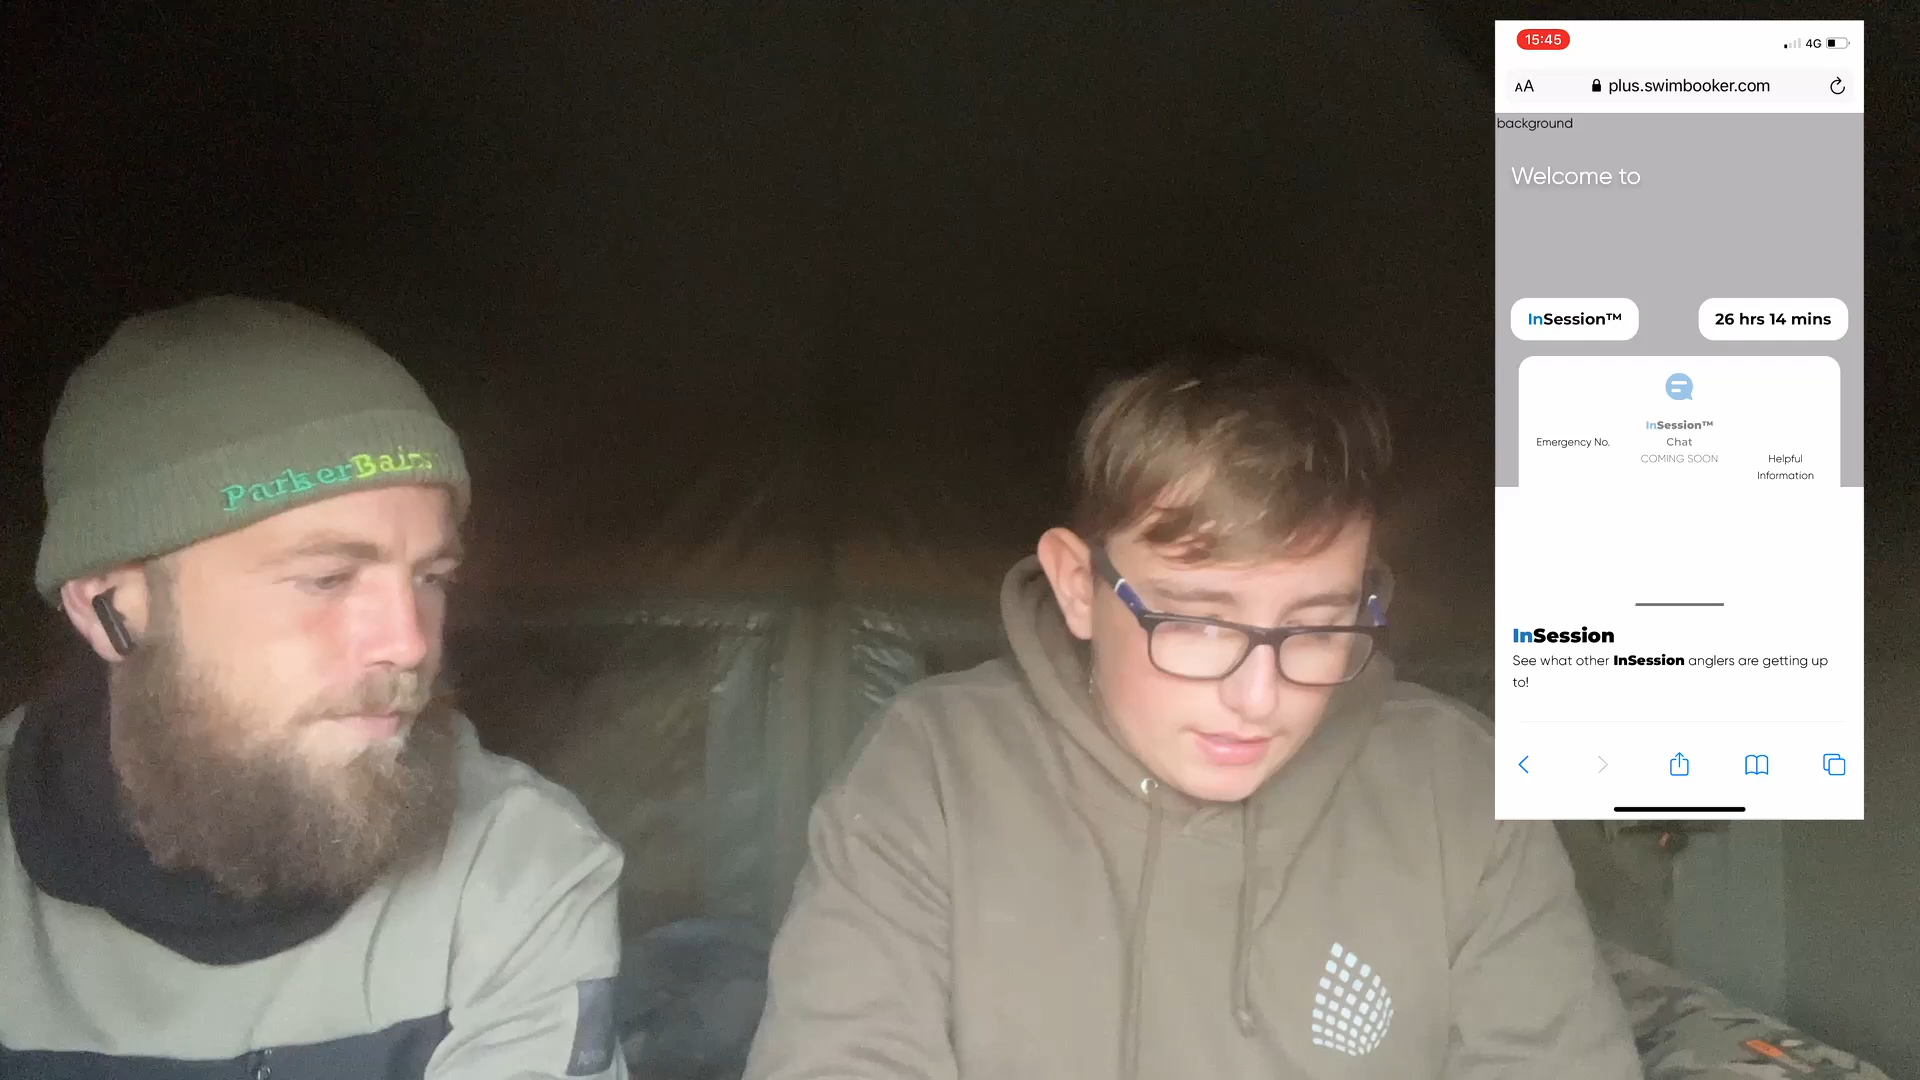 ParkerBaits
15:45
4G
AA
plus.swimbooker.com
background
Welcome to
InSession™
26 hrs 14 mins
InSession™
Chat
COMING SOON
Emergency No.
Helpful
Information
InSession
See what other InSession anglers are getting up
to!